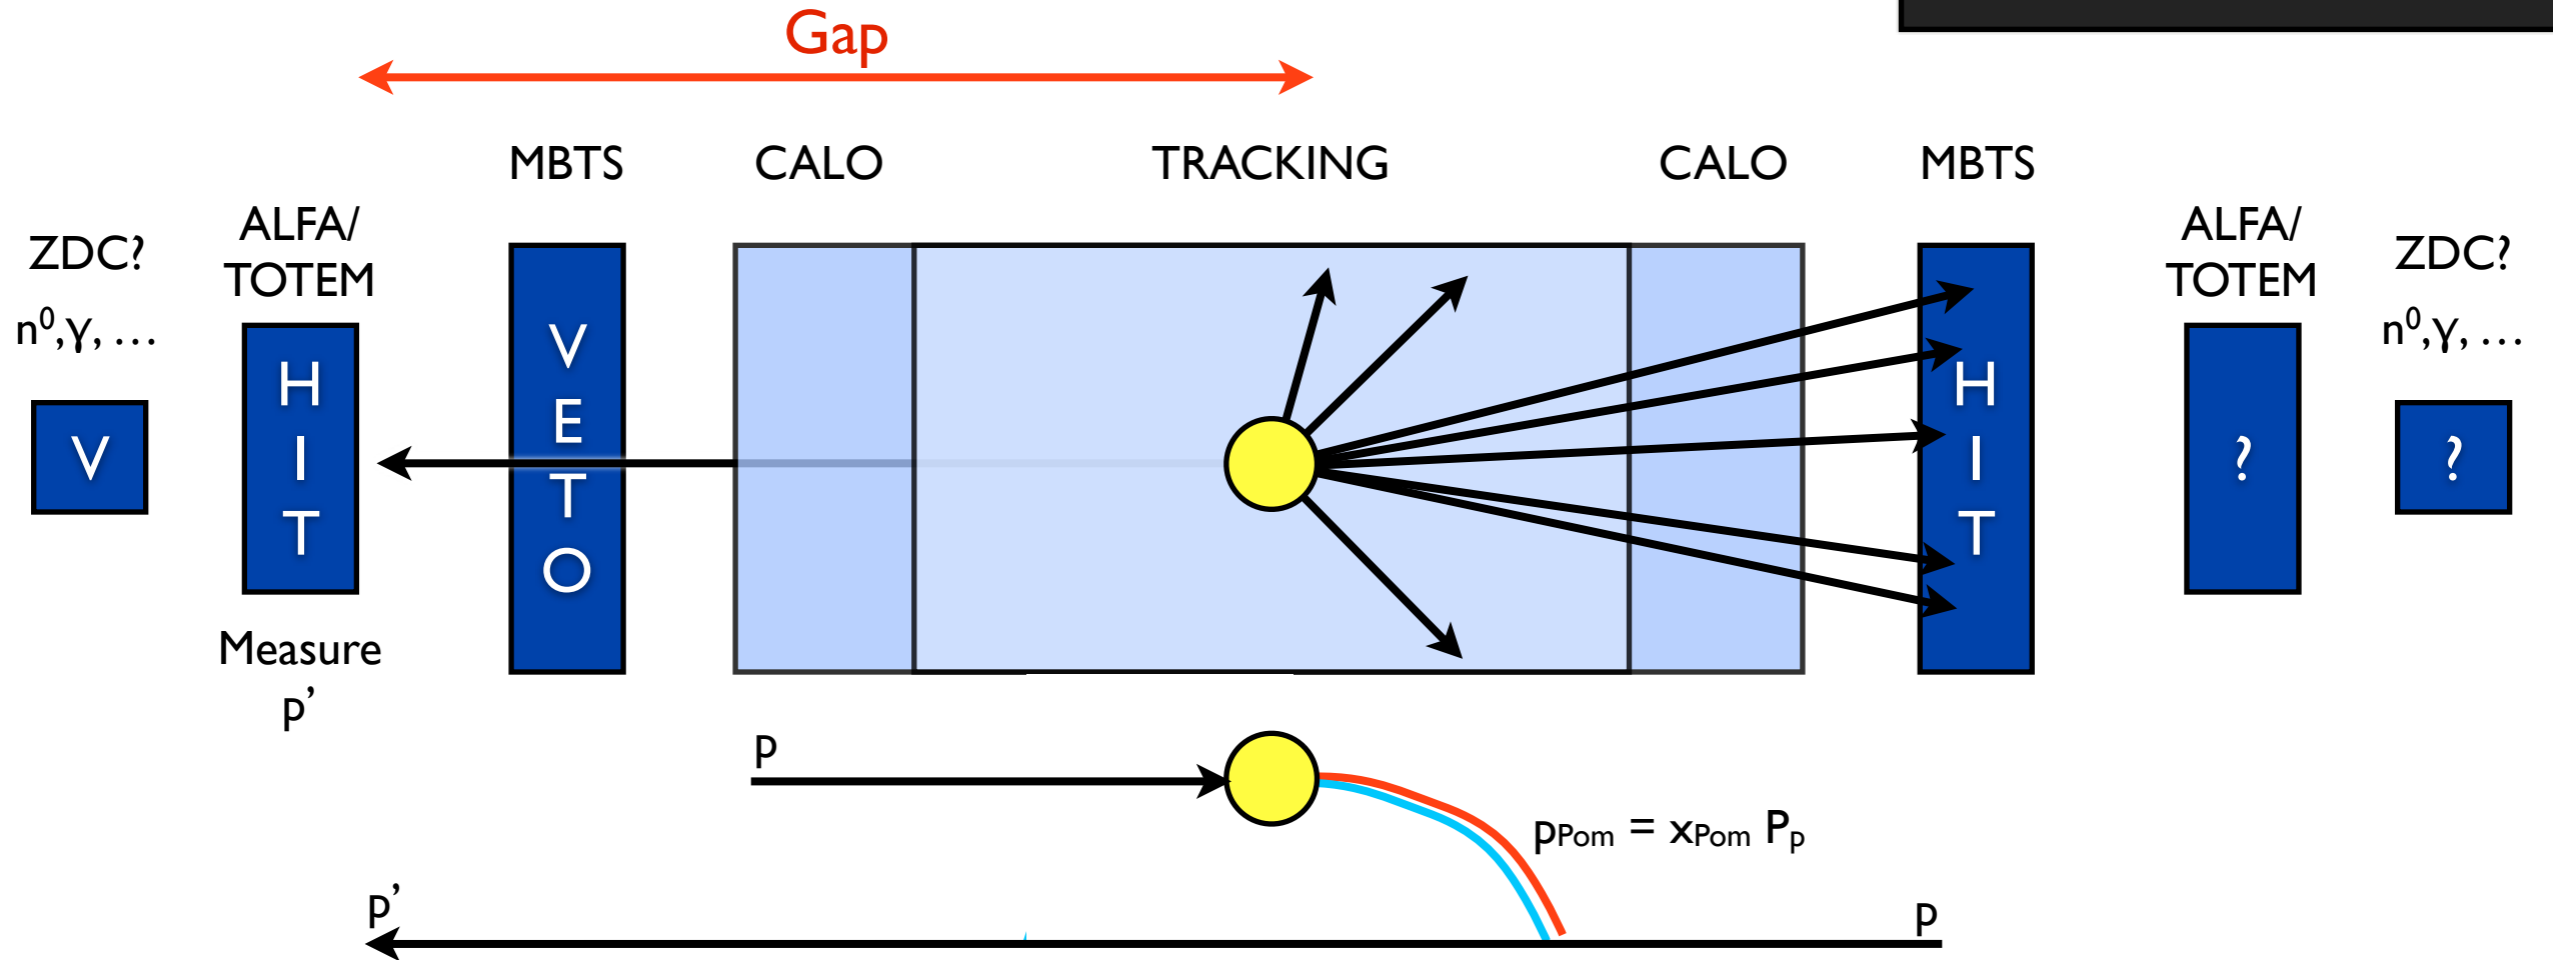 Gap
MBTS
CALO
TRACKING
CALO
MBTS
ZDC?
n⁰,γ, …
ALFA/
TOTEM
ALFA/
TOTEM
ZDC?
n⁰,γ, …
V
H
I
T
V
E
T
O
H
I
T
?
?
Measure
p’
p
pPom = xPom Pp
p’
p